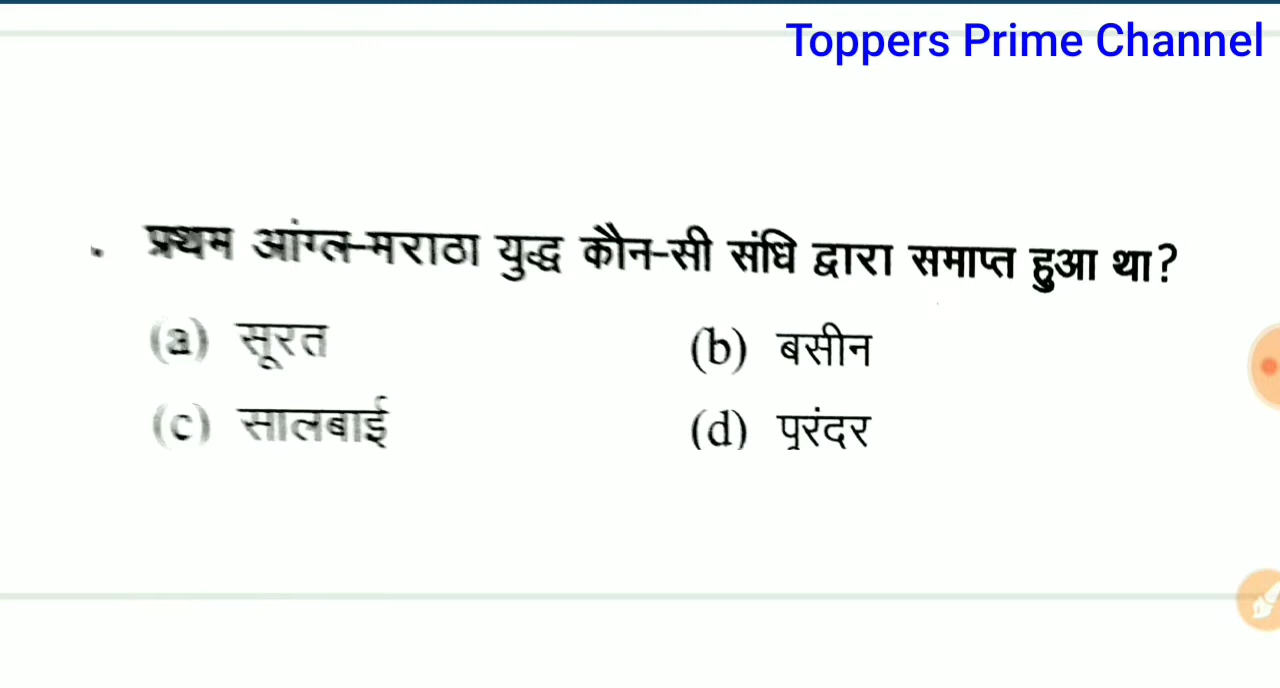 Toppers Prime Channel
. प्रथम आंग्ल-मराठा युद्ध कौन-सी संधि द्वारा समाप्त हुआ था?
(a) सूरत (b) बसीन
(c) सालबाई (d) पुरंदर